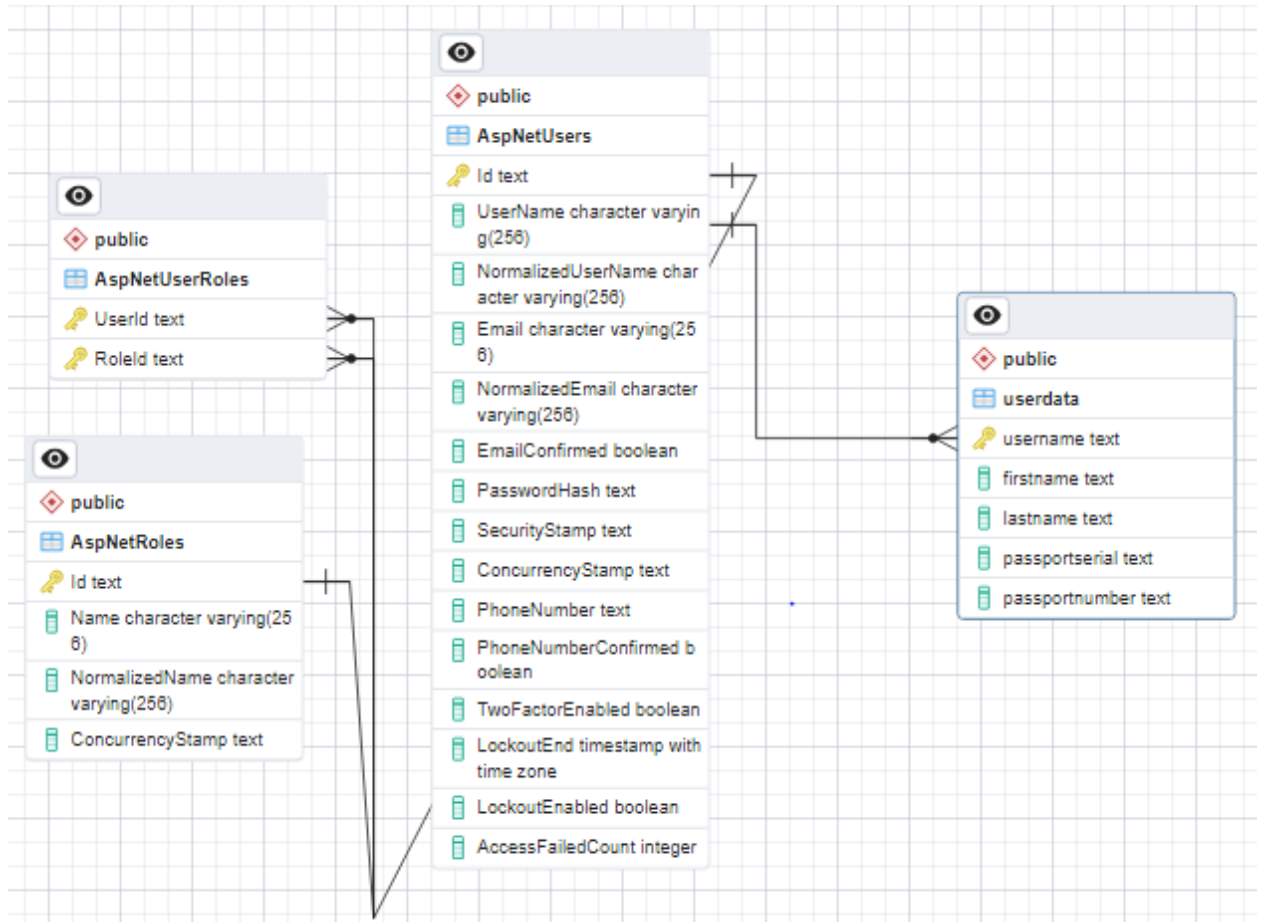 public
AspNetUsers
Id text
UserName character varyin
g(256)
NormalizedUserName char
acter varying(256)
Email character varying(25
6)
NormalizedEmail character
varying(256)
EmailConfirmed boolean
PasswordHash text
SecurityStamp text
ConcurrencyStamp text
PhoneNumber text
PhoneNumberConfirmed b
oolean
TwoFactorEnabled boolean
LockoutEnd timestamp with
time zone
LockoutEnabled boolean
AccessFailedCount integer
public
AspNetUserRoles
UserId text
RoleId text
public
AspNetRoles
Id text
Name character varying(25
6)
NormalizedName character
varying(256)
ConcurrencyStamp text
public
userdata
username text
firstname text
lastname text
passportserial text
passportnumber text